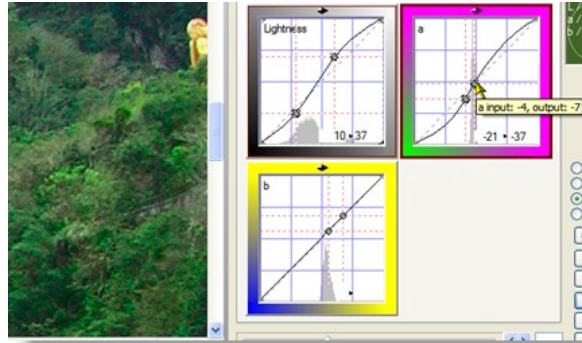 Lightness
10 ▸ 37
a
a input: -4, output: -7
-21 ▸ -37
b